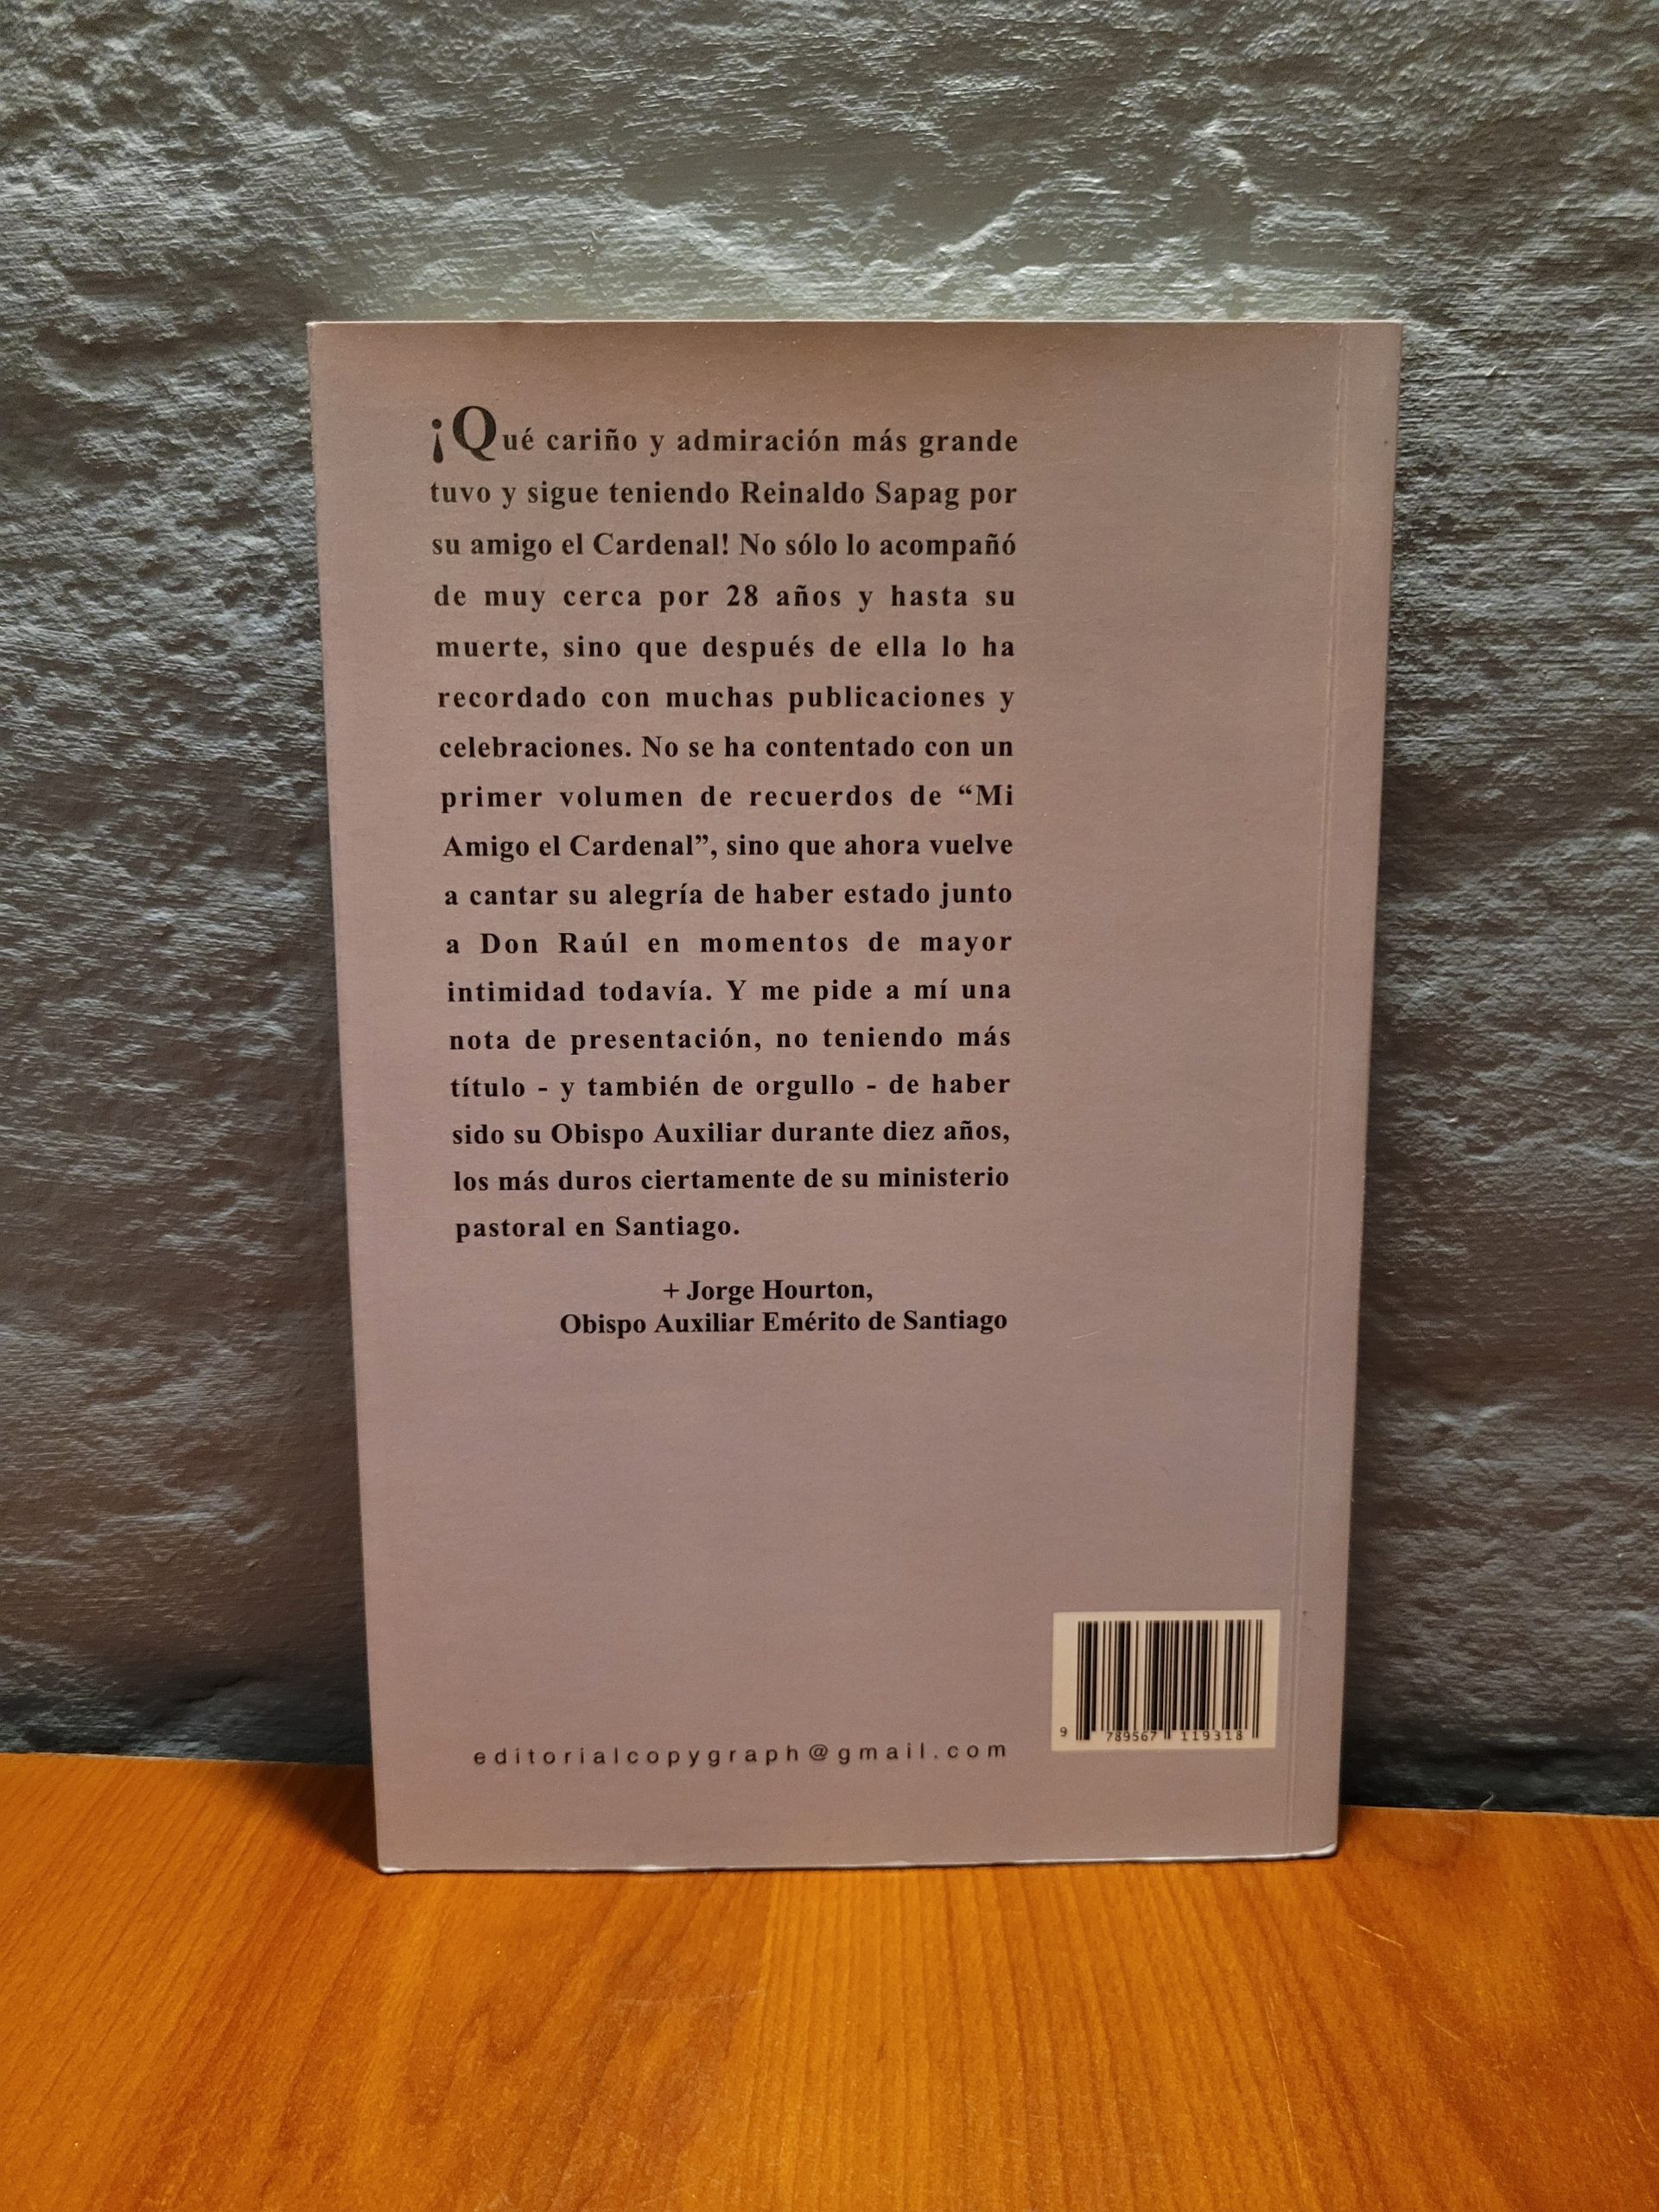 ¡Qué cariño y admiración más grande
tuvo y sigue teniendo Reinaldo Sapag por
su amigo el Cardenal! No sólo lo acompañó
de muy cerca por 28 años y hasta su
muerte, sino que después de ella lo ha
recordado con muchas publicaciones y
celebraciones. No se ha contentado con un
primer volumen de recuerdos de “Mi
Amigo el Cardenal”, sino que ahora vuelve
a cantar su alegría de haber estado junto
a Don Raúl en momentos de mayor
intimidad todavía. Y me pide a mí una
nota de presentación, no teniendo más
título - y también de orgullo - de haber
sido su Obispo Auxiliar durante diez años,
los más duros ciertamente de su ministerio
pastoral en Santiago.
+ Jorge Hourton,
Obispo Auxiliar Emérito de Santiago
9 789567 119318
editorialcopygraph@gmail.com